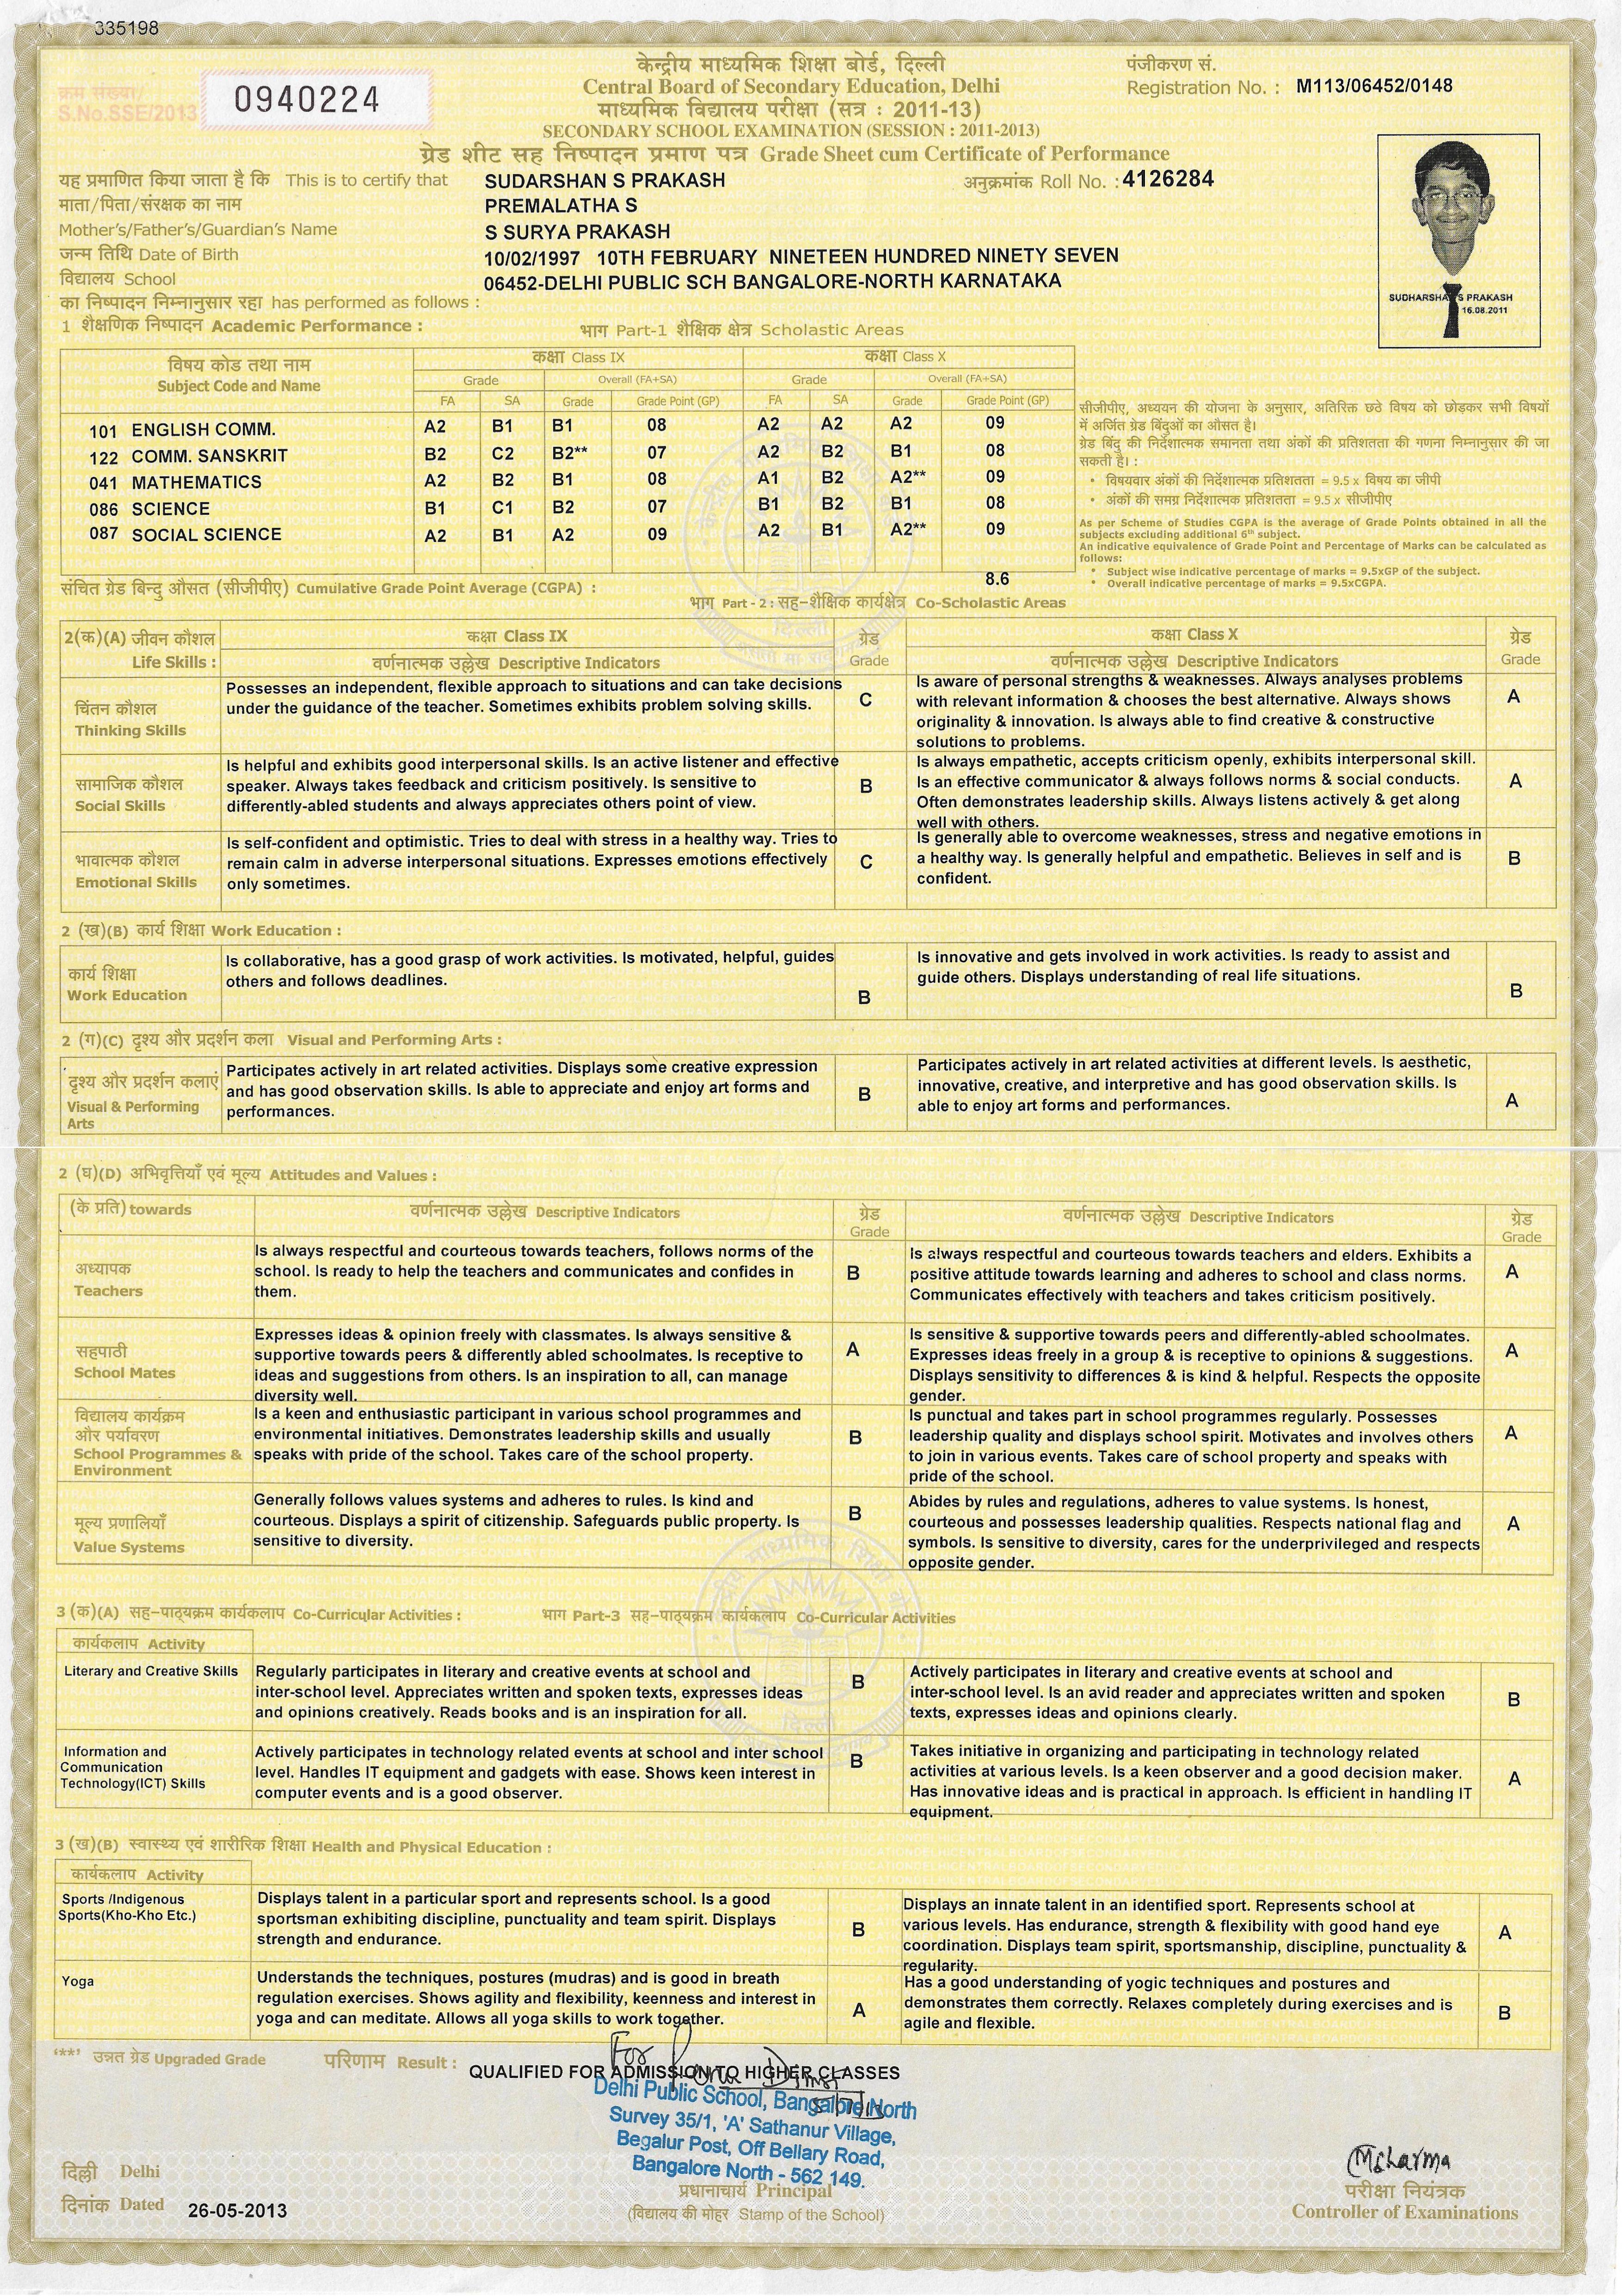 335198
क्रम संख्या/
S.No.SSE/2013
0940224
केन्द्रीय माध्यमिक शिक्षा बोर्ड, दिल्ली
Central Board of Secondary Education, Delhi
माध्यमिक विद्यालय परीक्षा (सत्र : 2011-13)
SECONDARY SCHOOL EXAMINATION (SESSION : 2011-2013)
ग्रेड शीट सह निष्पादन प्रमाण पत्र Grade Sheet cum Certificate of Performance
पंजीकरण सं.
Registration No. : M113/06452/0148
यह प्रमाणित किया जाता है कि This is to certify that SUDARSHAN S PRAKASH अनुक्रमांक Roll No. : 4126284
माता/पिता/संरक्षक का नाम PREMALATHA S
Mother's/Father's/Guardian's Name S SURYA PRAKASH
जन्म तिथि Date of Birth 10/02/1997 10TH FEBRUARY NINETEEN HUNDRED NINETY SEVEN
विद्यालय School 06452-DELHI PUBLIC SCH BANGALORE-NORTH KARNATAKA
का निष्पादन निम्नानुसार रहा has performed as follows :
SUDHARSHA S PRAKASH
16.08.2011
1 शैक्षणिक निष्पादन Academic Performance : भाग Part-1 शैक्षिक क्षेत्र Scholastic Areas
विषय कोड तथा नाम कक्षा Class IX कक्षा Class X
Subject Code and Name Grade Overall (FA+SA) Grade Overall (FA+SA)
FA SA Grade Grade Point (GP) FA SA Grade Grade Point (GP)
101 ENGLISH COMM. A2 B1 B1 08 A2 A2 A2 09
122 COMM. SANSKRIT B2 C2 B2** 07 A2 B2 B1 08
041 MATHEMATICS A2 B2 B1 08 A1 B2 A2** 09
086 SCIENCE B1 C1 B2 07 B1 B2 B1 08
087 SOCIAL SCIENCE A2 B1 A2 09 A2 B1 A2** 09
सीजीपीए, अध्ययन की योजना के अनुसार, अतिरिक्त छठे विषय को छोड़कर सभी विषयों
में अर्जित ग्रेड बिंदुओं का औसत है।
ग्रेड बिंदु की निर्देशात्मक समानता तथा अंकों की प्रतिशतता की गणना निम्नानुसार की जा
सकती है। :
• विषयवार अंकों की निर्देशात्मक प्रतिशतता = 9.5 x विषय का जीपी
• अंकों की समग्र निर्देशात्मक प्रतिशतता = 9.5 x सीजीपीए
As per Scheme of Studies CGPA is the average of Grade Points obtained in all the
subjects excluding additional 6th subject.
An indicative equivalence of Grade Point and Percentage of Marks can be calculated as
follows:
• Subject wise indicative percentage of marks = 9.5xGP of the subject.
• Overall indicative percentage of marks = 9.5xCGPA.
संचित ग्रेड बिन्दु औसत (सीजीपीए) Cumulative Grade Point Average (CGPA) : 8.6
भाग Part - 2 : सह-शैक्षिक कार्यक्षेत्र Co-Scholastic Areas
2(क)(A) जीवन कौशल कक्षा Class IX ग्रेड कक्षा Class X ग्रेड
Life Skills : वर्णनात्मक उल्लेख Descriptive Indicators Grade वर्णनात्मक उल्लेख Descriptive Indicators Grade
चिंतन कौशल
Thinking Skills
Possesses an independent, flexible approach to situations and can take decisions
under the guidance of the teacher. Sometimes exhibits problem solving skills.
C
Is aware of personal strengths & weaknesses. Always analyses problems
with relevant information & chooses the best alternative. Always shows
originality & innovation. Is always able to find creative & constructive
solutions to problems.
A
सामाजिक कौशल
Social Skills
Is helpful and exhibits good interpersonal skills. Is an active listener and effective
speaker. Always takes feedback and criticism positively. Is sensitive to
differently-abled students and always appreciates others point of view.
B
Is always empathetic, accepts criticism openly, exhibits interpersonal skill.
Is an effective communicator & always follows norms & social conducts.
Often demonstrates leadership skills. Always listens actively & get along
well with others.
A
भावात्मक कौशल
Emotional Skills
Is self-confident and optimistic. Tries to deal with stress in a healthy way. Tries to
remain calm in adverse interpersonal situations. Expresses emotions effectively
only sometimes.
C
Is generally able to overcome weaknesses, stress and negative emotions in
a healthy way. Is generally helpful and empathetic. Believes in self and is
confident.
B
2 (ख)(B) कार्य शिक्षा Work Education :
कार्य शिक्षा
Work Education
Is collaborative, has a good grasp of work activities. Is motivated, helpful, guides
others and follows deadlines.
B
Is innovative and gets involved in work activities. Is ready to assist and
guide others. Displays understanding of real life situations.
B
2 (ग)(C) दृश्य और प्रदर्शन कला Visual and Performing Arts :
दृश्य और प्रदर्शन कलाएं
Visual & Performing
Arts
Participates actively in art related activities. Displays some creative expression
and has good observation skills. Is able to appreciate and enjoy art forms and
performances.
B
Participates actively in art related activities at different levels. Is aesthetic,
innovative, creative, and interpretive and has good observation skills. Is
able to enjoy art forms and performances.
A
2 (घ)(D) अभिवृत्तियाँ एवं मूल्य Attitudes and Values :
(के प्रति) towards वर्णनात्मक उल्लेख Descriptive Indicators ग्रेड वर्णनात्मक उल्लेख Descriptive Indicators ग्रेड
Grade Grade
अध्यापक
Teachers
Is always respectful and courteous towards teachers, follows norms of the
school. Is ready to help the teachers and communicates and confides in
them.
B
Is always respectful and courteous towards teachers and elders. Exhibits a
positive attitude towards learning and adheres to school and class norms.
Communicates effectively with teachers and takes criticism positively.
A
सहपाठी
School Mates
Expresses ideas & opinion freely with classmates. Is always sensitive &
supportive towards peers & differently abled schoolmates. Is receptive to
ideas and suggestions from others. Is an inspiration to all, can manage
diversity well.
A
Is sensitive & supportive towards peers and differently-abled schoolmates.
Expresses ideas freely in a group & is receptive to opinions & suggestions.
Displays sensitivity to differences & is kind & helpful. Respects the opposite
gender.
A
विद्यालय कार्यक्रम
और पर्यावरण
School Programmes &
Environment
Is a keen and enthusiastic participant in various school programmes and
environmental initiatives. Demonstrates leadership skills and usually
speaks with pride of the school. Takes care of the school property.
B
Is punctual and takes part in school programmes regularly. Possesses
leadership quality and displays school spirit. Motivates and involves others
to join in various events. Takes care of school property and speaks with
pride of the school.
A
मूल्य प्रणालियाँ
Value Systems
Generally follows values systems and adheres to rules. Is kind and
courteous. Displays a spirit of citizenship. Safeguards public property. Is
sensitive to diversity.
B
Abides by rules and regulations, adheres to value systems. Is honest,
courteous and possesses leadership qualities. Respects national flag and
symbols. Is sensitive to diversity, cares for the underprivileged and respects
opposite gender.
A
3 (क)(A) सह-पाठ्यक्रम कार्यकलाप Co-Curricular Activities : भाग Part-3 सह-पाठ्यक्रम कार्यकलाप Co-Curricular Activities
कार्यकलाप Activity
Literary and Creative Skills
Regularly participates in literary and creative events at school and
inter-school level. Appreciates written and spoken texts, expresses ideas
and opinions creatively. Reads books and is an inspiration for all.
B
Actively participates in literary and creative events at school and
inter-school level. Is an avid reader and appreciates written and spoken
texts, expresses ideas and opinions clearly.
B
Information and
Communication
Technology(ICT) Skills
Actively participates in technology related events at school and inter school
level. Handles IT equipment and gadgets with ease. Shows keen interest in
computer events and is a good observer.
B
Takes initiative in organizing and participating in technology related
activities at various levels. Is a keen observer and a good decision maker.
Has innovative ideas and is practical in approach. Is efficient in handling IT
equipment.
A
3 (ख)(B) स्वास्थ्य एवं शारीरिक शिक्षा Health and Physical Education :
कार्यकलाप Activity
Sports /Indigenous
Sports(Kho-Kho Etc.)
Displays talent in a particular sport and represents school. Is a good
sportsman exhibiting discipline, punctuality and team spirit. Displays
strength and endurance.
B
Displays an innate talent in an identified sport. Represents school at
various levels. Has endurance, strength & flexibility with good hand eye
coordination. Displays team spirit, sportsmanship, discipline, punctuality &
regularity.
A
Yoga
Understands the techniques, postures (mudras) and is good in breath
regulation exercises. Shows agility and flexibility, keenness and interest in
yoga and can meditate. Allows all yoga skills to work together.
A
Has a good understanding of yogic techniques and postures and
demonstrates them correctly. Relaxes completely during exercises and is
agile and flexible.
B
'**' उन्नत ग्रेड Upgraded Grade परिणाम Result : QUALIFIED FOR ADMISSION TO HIGHER CLASSES
For
Delhi Public School, Bangalore North
Survey 35/1, 'A' Sathanur Village,
Begalur Post, Off Bellary Road,
Bangalore North - 562 149.
दिल्ली Delhi
दिनांक Dated 26-05-2013
प्रधानाचार्य Principal
(विद्यालय की मोहर Stamp of the School)
MSharma
परीक्षा नियंत्रक
Controller of Examinations